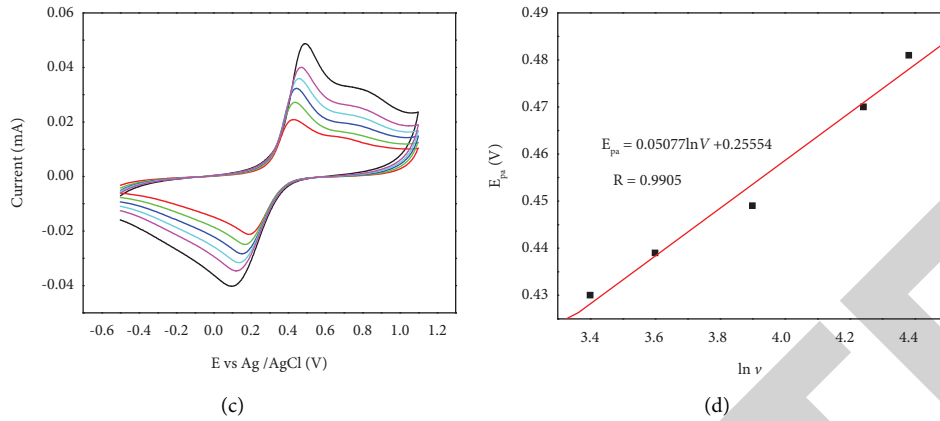 0.06
0.04
0.02
0.00
-0.02
-0.04
Current (mA)
-0.6 -0.4 -0.2 0.0 0.2 0.4 0.6 0.8 1.0 1.2
E vs Ag /AgCl (V)
(c)
0.49
0.48
0.47
0.46
0.45
0.44
0.43
E pa (V)
E pa = 0.05077lnV +0.25554
R = 0.9905
3.4 3.6 3.8 4.0 4.2 4.4
ln v
(d)